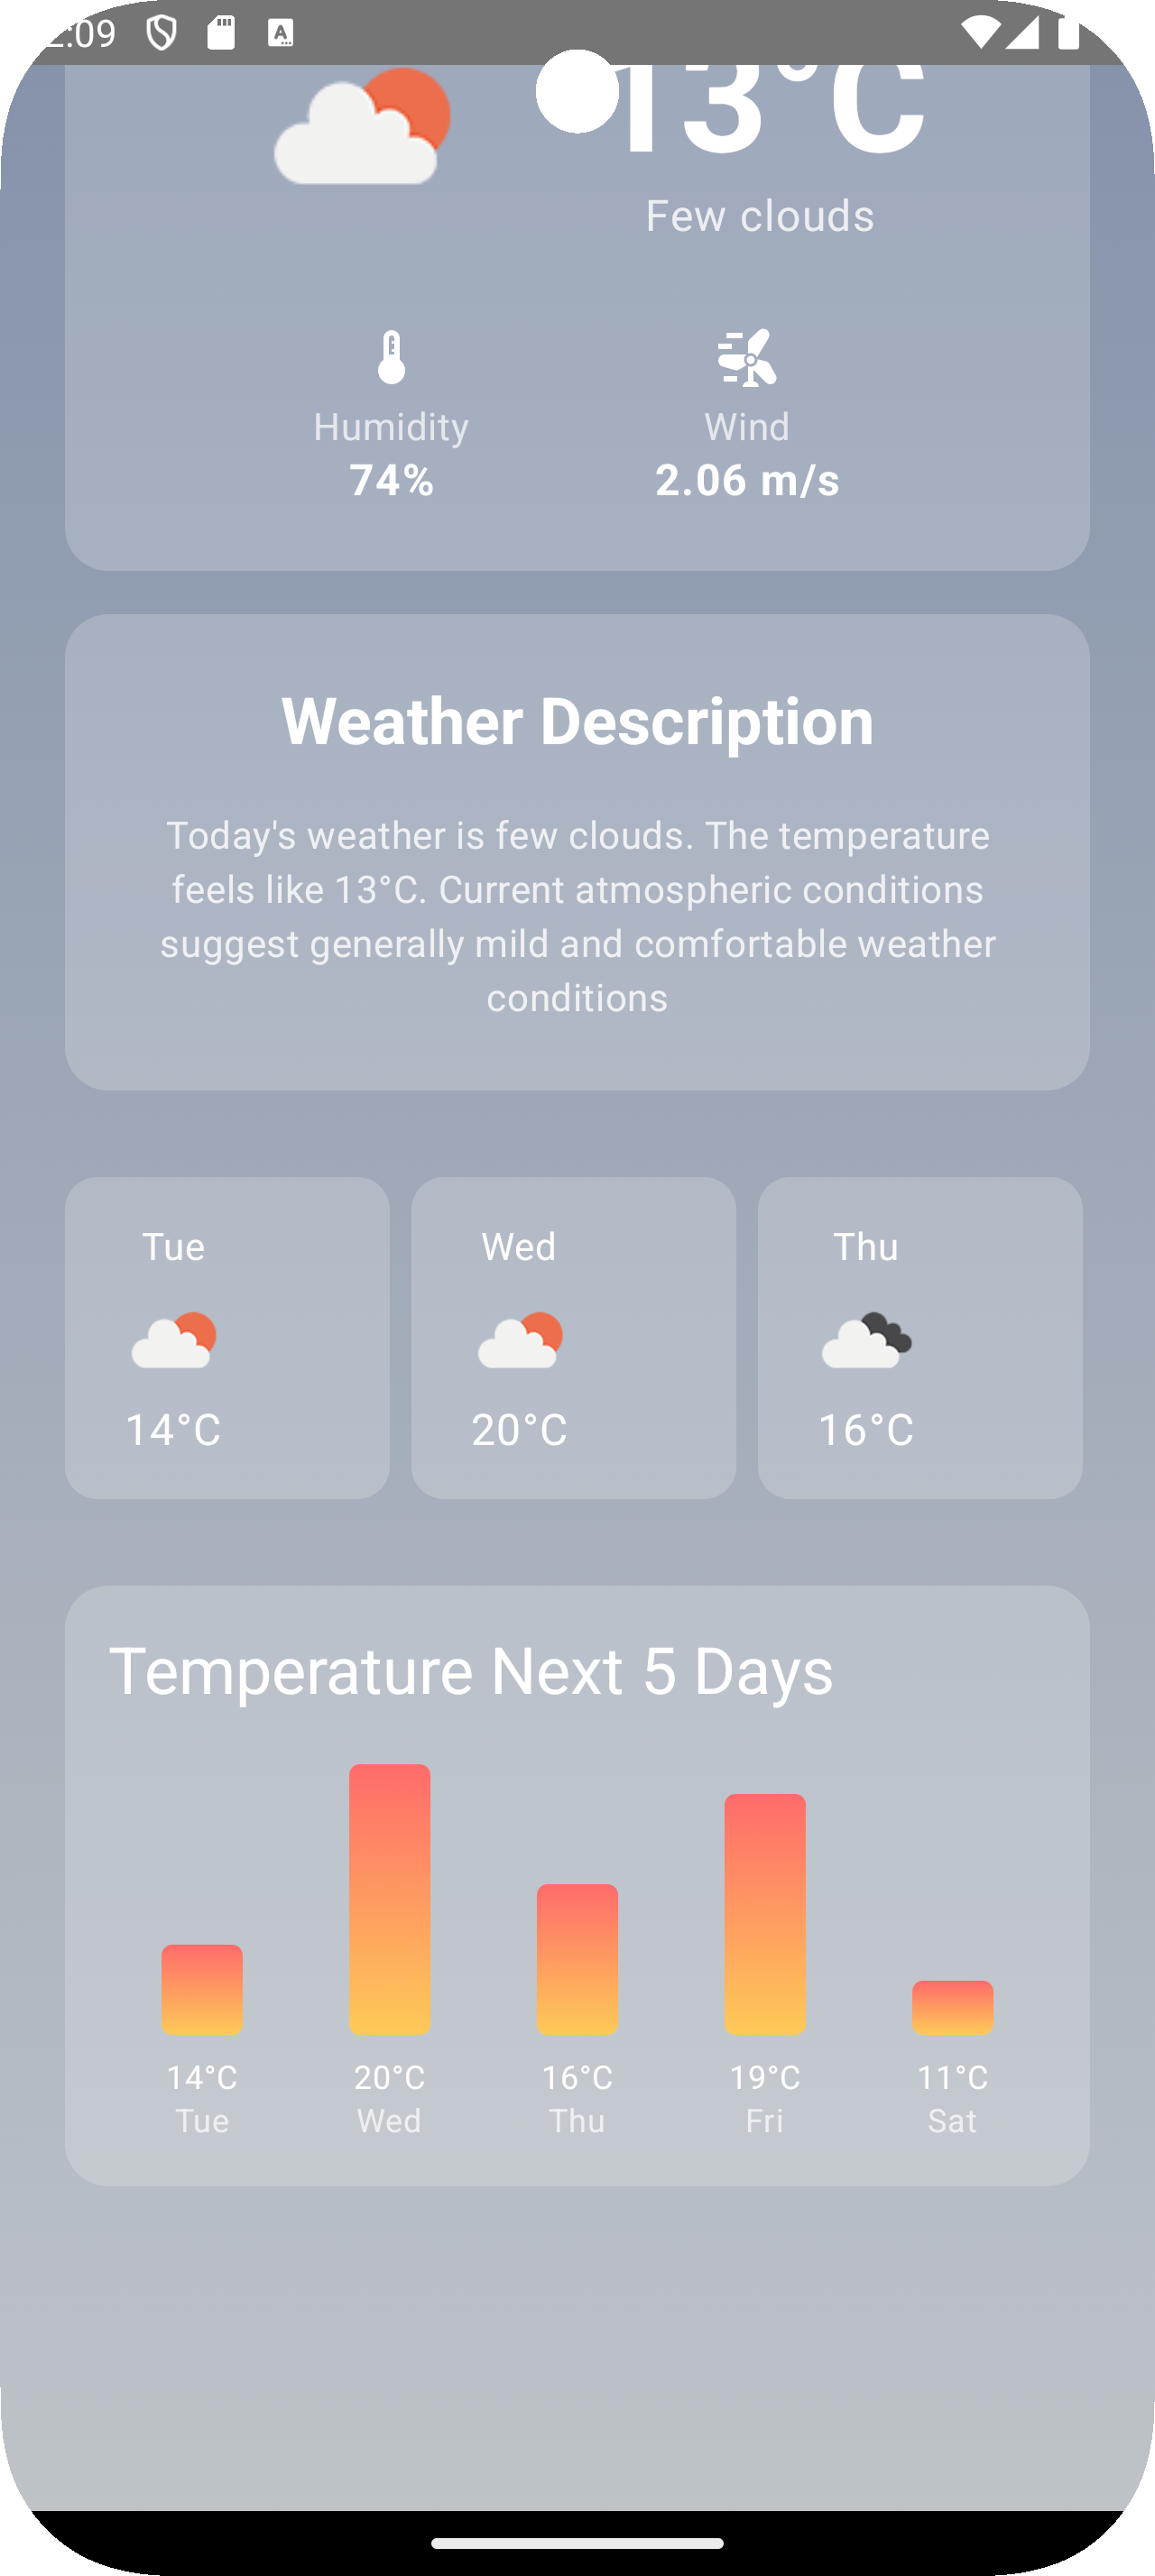 :09
13°C
Few clouds
Humidity
Wind
74%
2.06 m/s
Weather Description
Today's weather is few clouds. The temperature
feels like 13°C. Current atmospheric conditions
suggest generally mild and comfortable weather
conditions
Tue
Wed
Thu
14°C
20°C
16°C
Temperature Next 5 Days
14°C
20°C
16°C
19°C
11°C
Tue
Wed
Thu
Fri
Sat